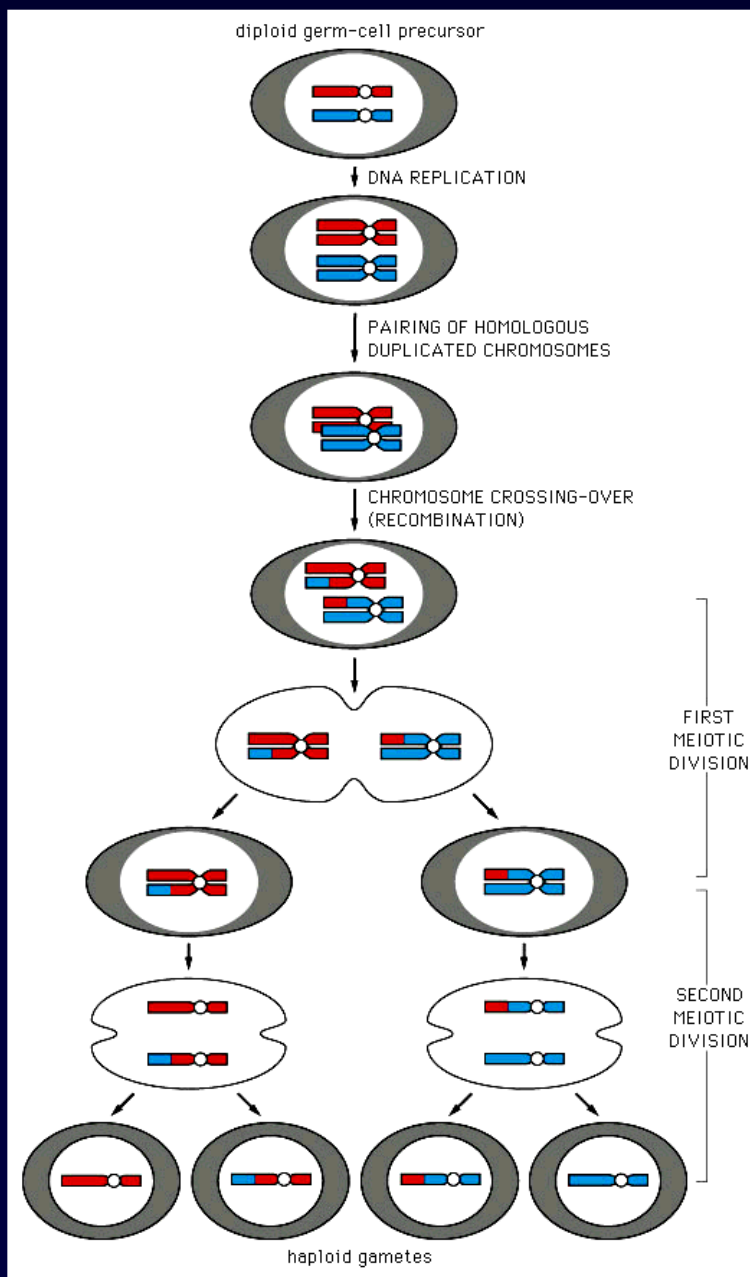 diploid germ-cell precursor
DNA REPLICATION
PAIRING OF HOMOLOGOUS
DUPLICATED CHROMOSOMES
CHROMOSOME CROSSING-OVER
(RECOMBINATION)
FIRST
MEIOTIC
DIVISION
SECOND
MEIOTIC
DIVISION
haploid gametes